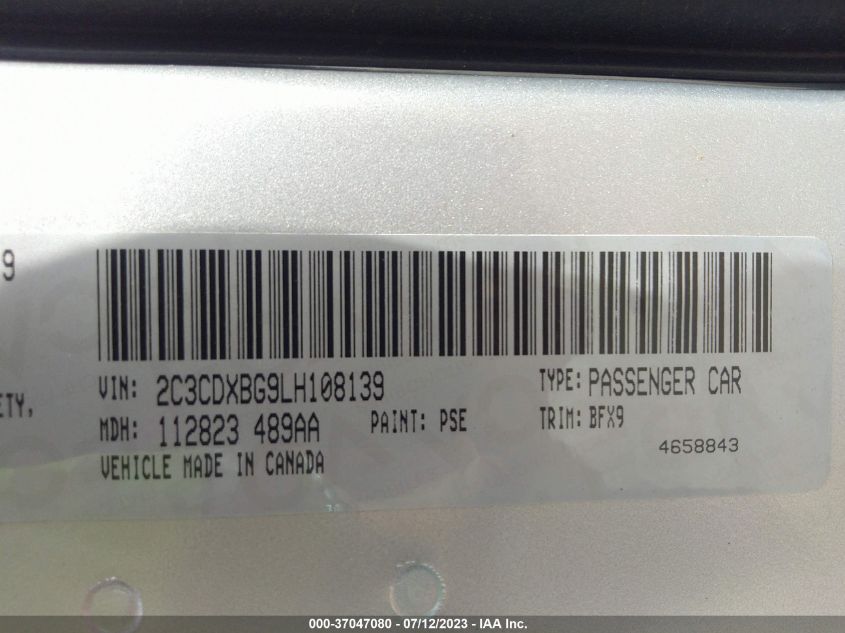 9
ETY,
VIN: 2C3CDXBG9LH108139 TYPE: PASSENGER CAR
MDH: 112823 489AA PAINT: PSE TRIM: BFX9
4658843
VEHICLE MADE IN CANADA
000-37047080 - 07/12/2023 - IAA Inc.